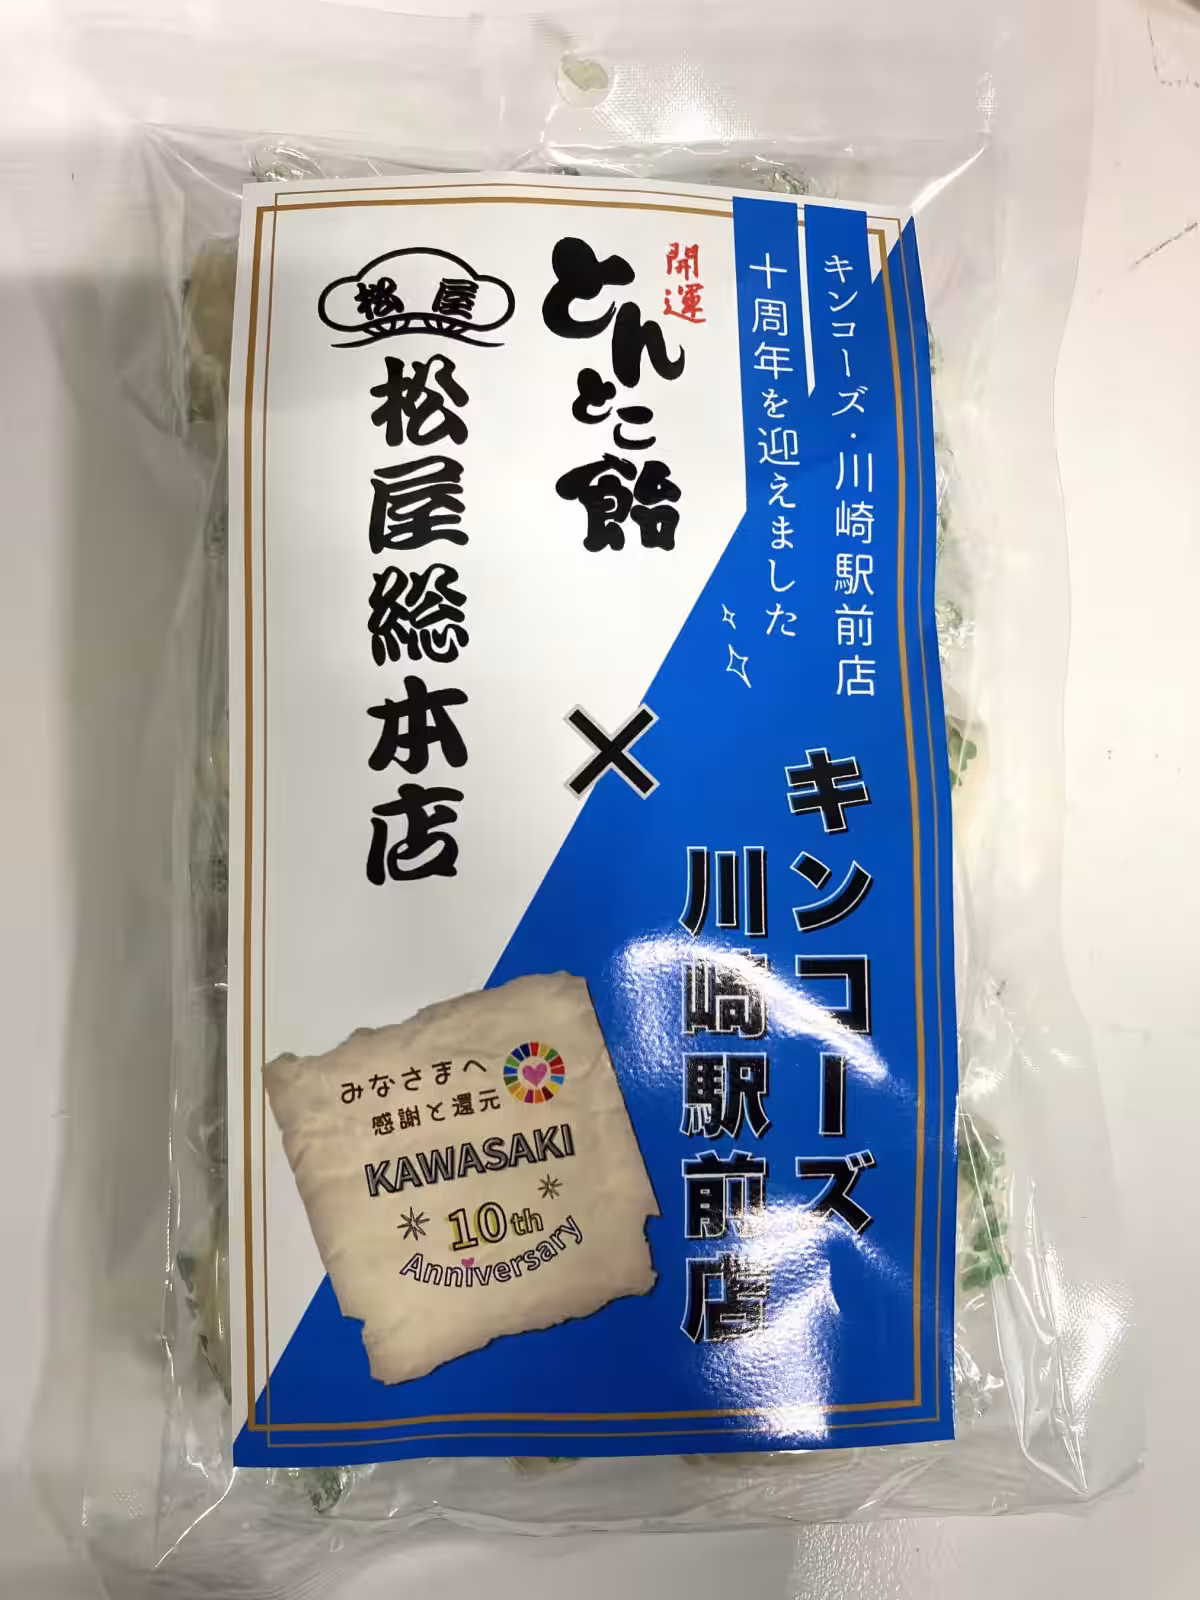 キンコーズ・川崎駅前店
十周年を迎えました
開運
とんとこ飴
松屋
松屋総本店
×
キンコーズ
川崎駅前店
みなさまへ
感謝と還元
KAWASAKI
10th
Anniversary